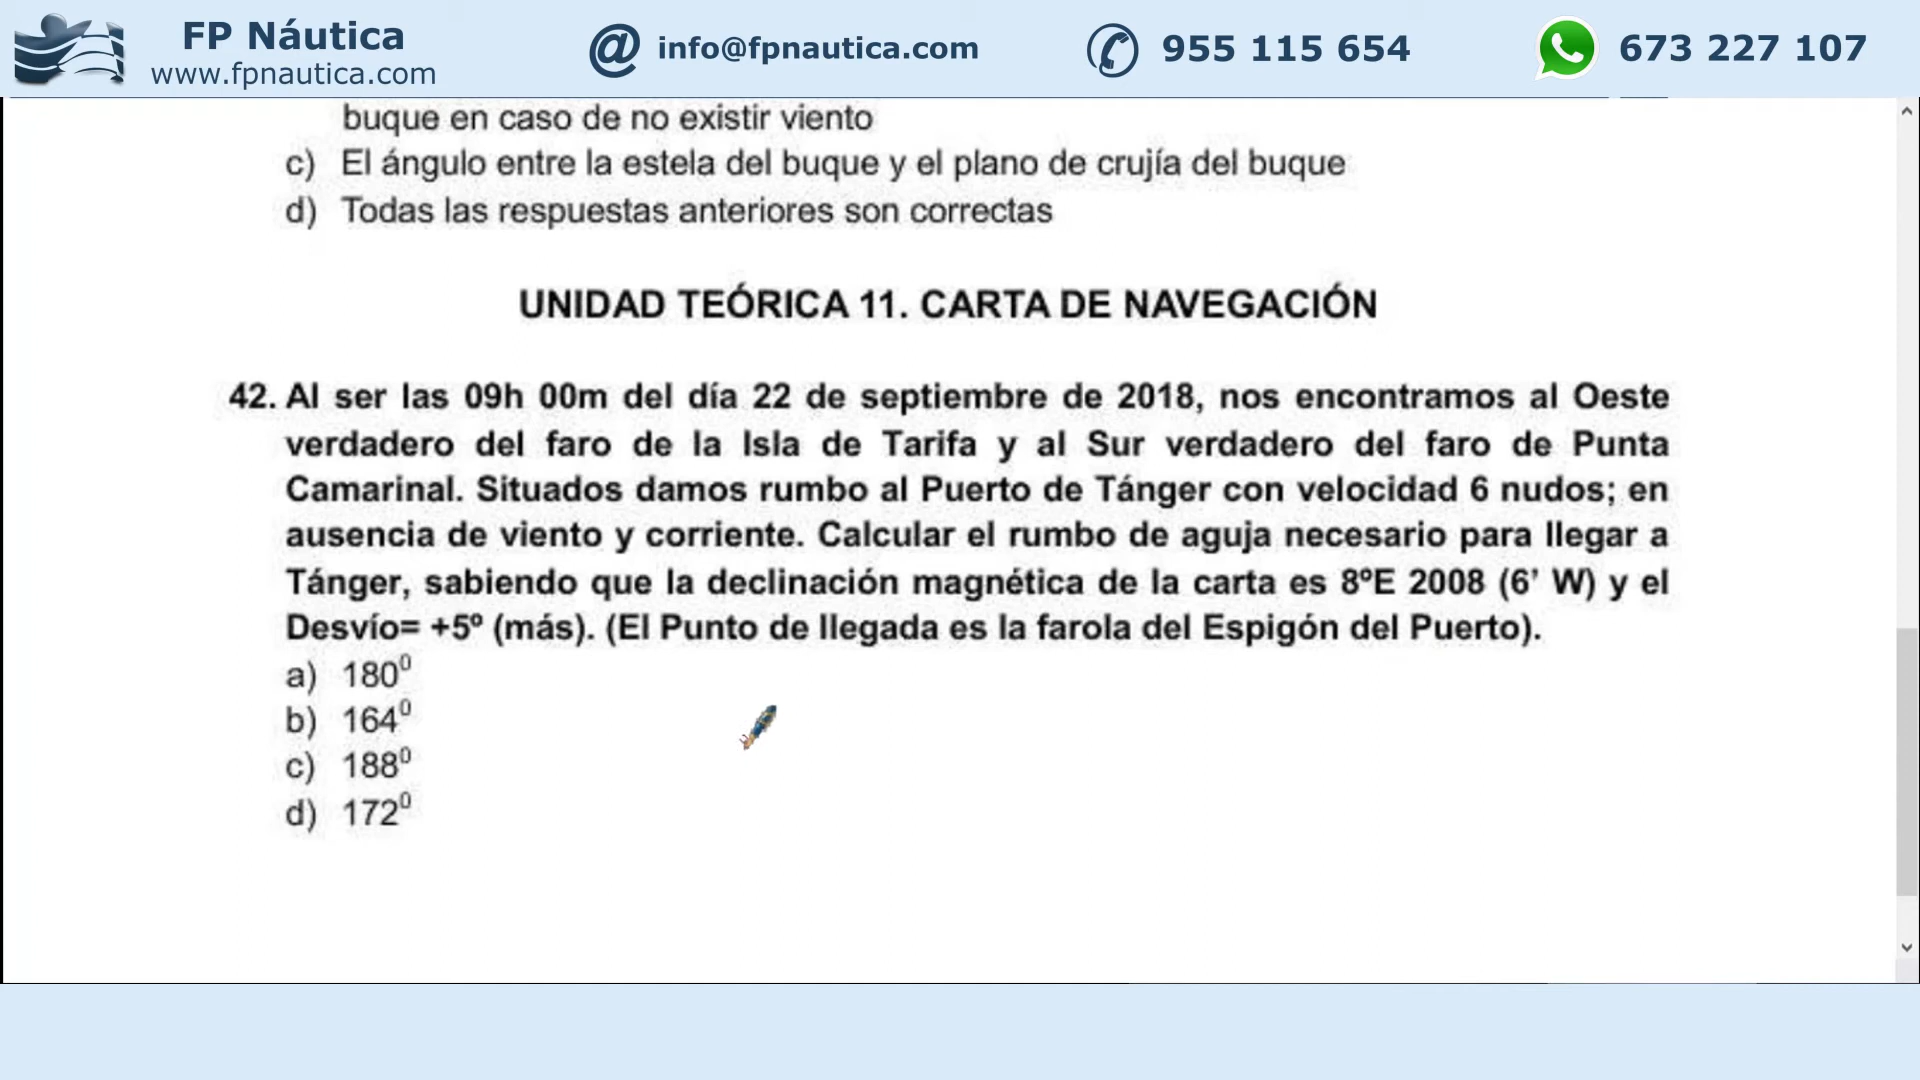 FP Náutica
www.fpnautica.com
info@fpnautica.com
955 115 654
673 227 107
buque en caso de no existir viento
c) El ángulo entre la estela del buque y el plano de crujía del buque
d) Todas las respuestas anteriores son correctas
UNIDAD TEÓRICA 11. CARTA DE NAVEGACIÓN
42. Al ser las 09h 00m del día 22 de septiembre de 2018, nos encontramos al Oeste
verdadero del faro de la Isla de Tarifa y al Sur verdadero del faro de Punta
Camarinal. Situados damos rumbo al Puerto de Tánger con velocidad 6 nudos; en
ausencia de viento y corriente. Calcular el rumbo de aguja necesario para llegar a
Tánger, sabiendo que la declinación magnética de la carta es 8ºE 2008 (6’ W) y el
Desvío= +5º (más). (El Punto de llegada es la farola del Espigón del Puerto).
a) 180⁰
b) 164⁰
c) 188⁰
d) 172⁰